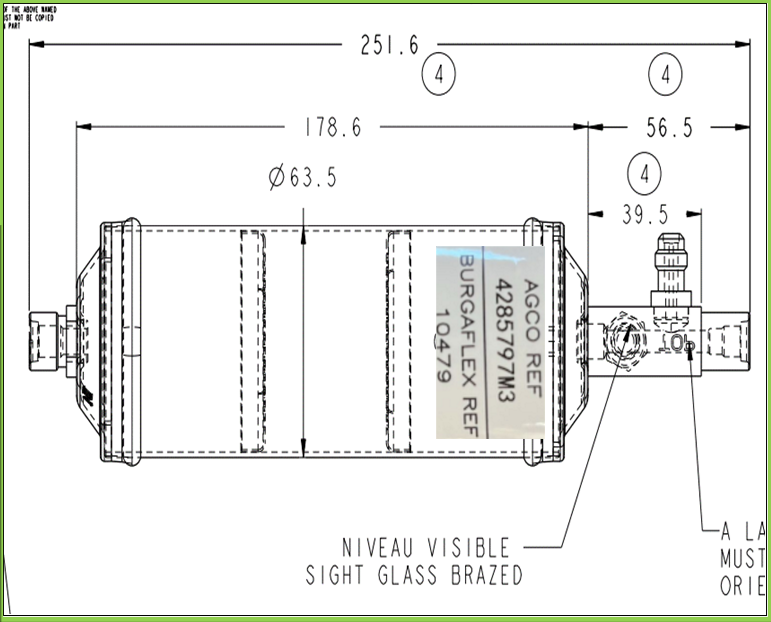 OF THE ABOVE NAMED
UST NOT BE COPIED
A PART
251.6
4
4
178.6
56.5
Ø63.5
4
39.5
AGCO REF
4285797M3
BURGAFLEX REF
10479
NIVEAU VISIBLE
SIGHT GLASS BRAZED
A LA
MUST
ORIE